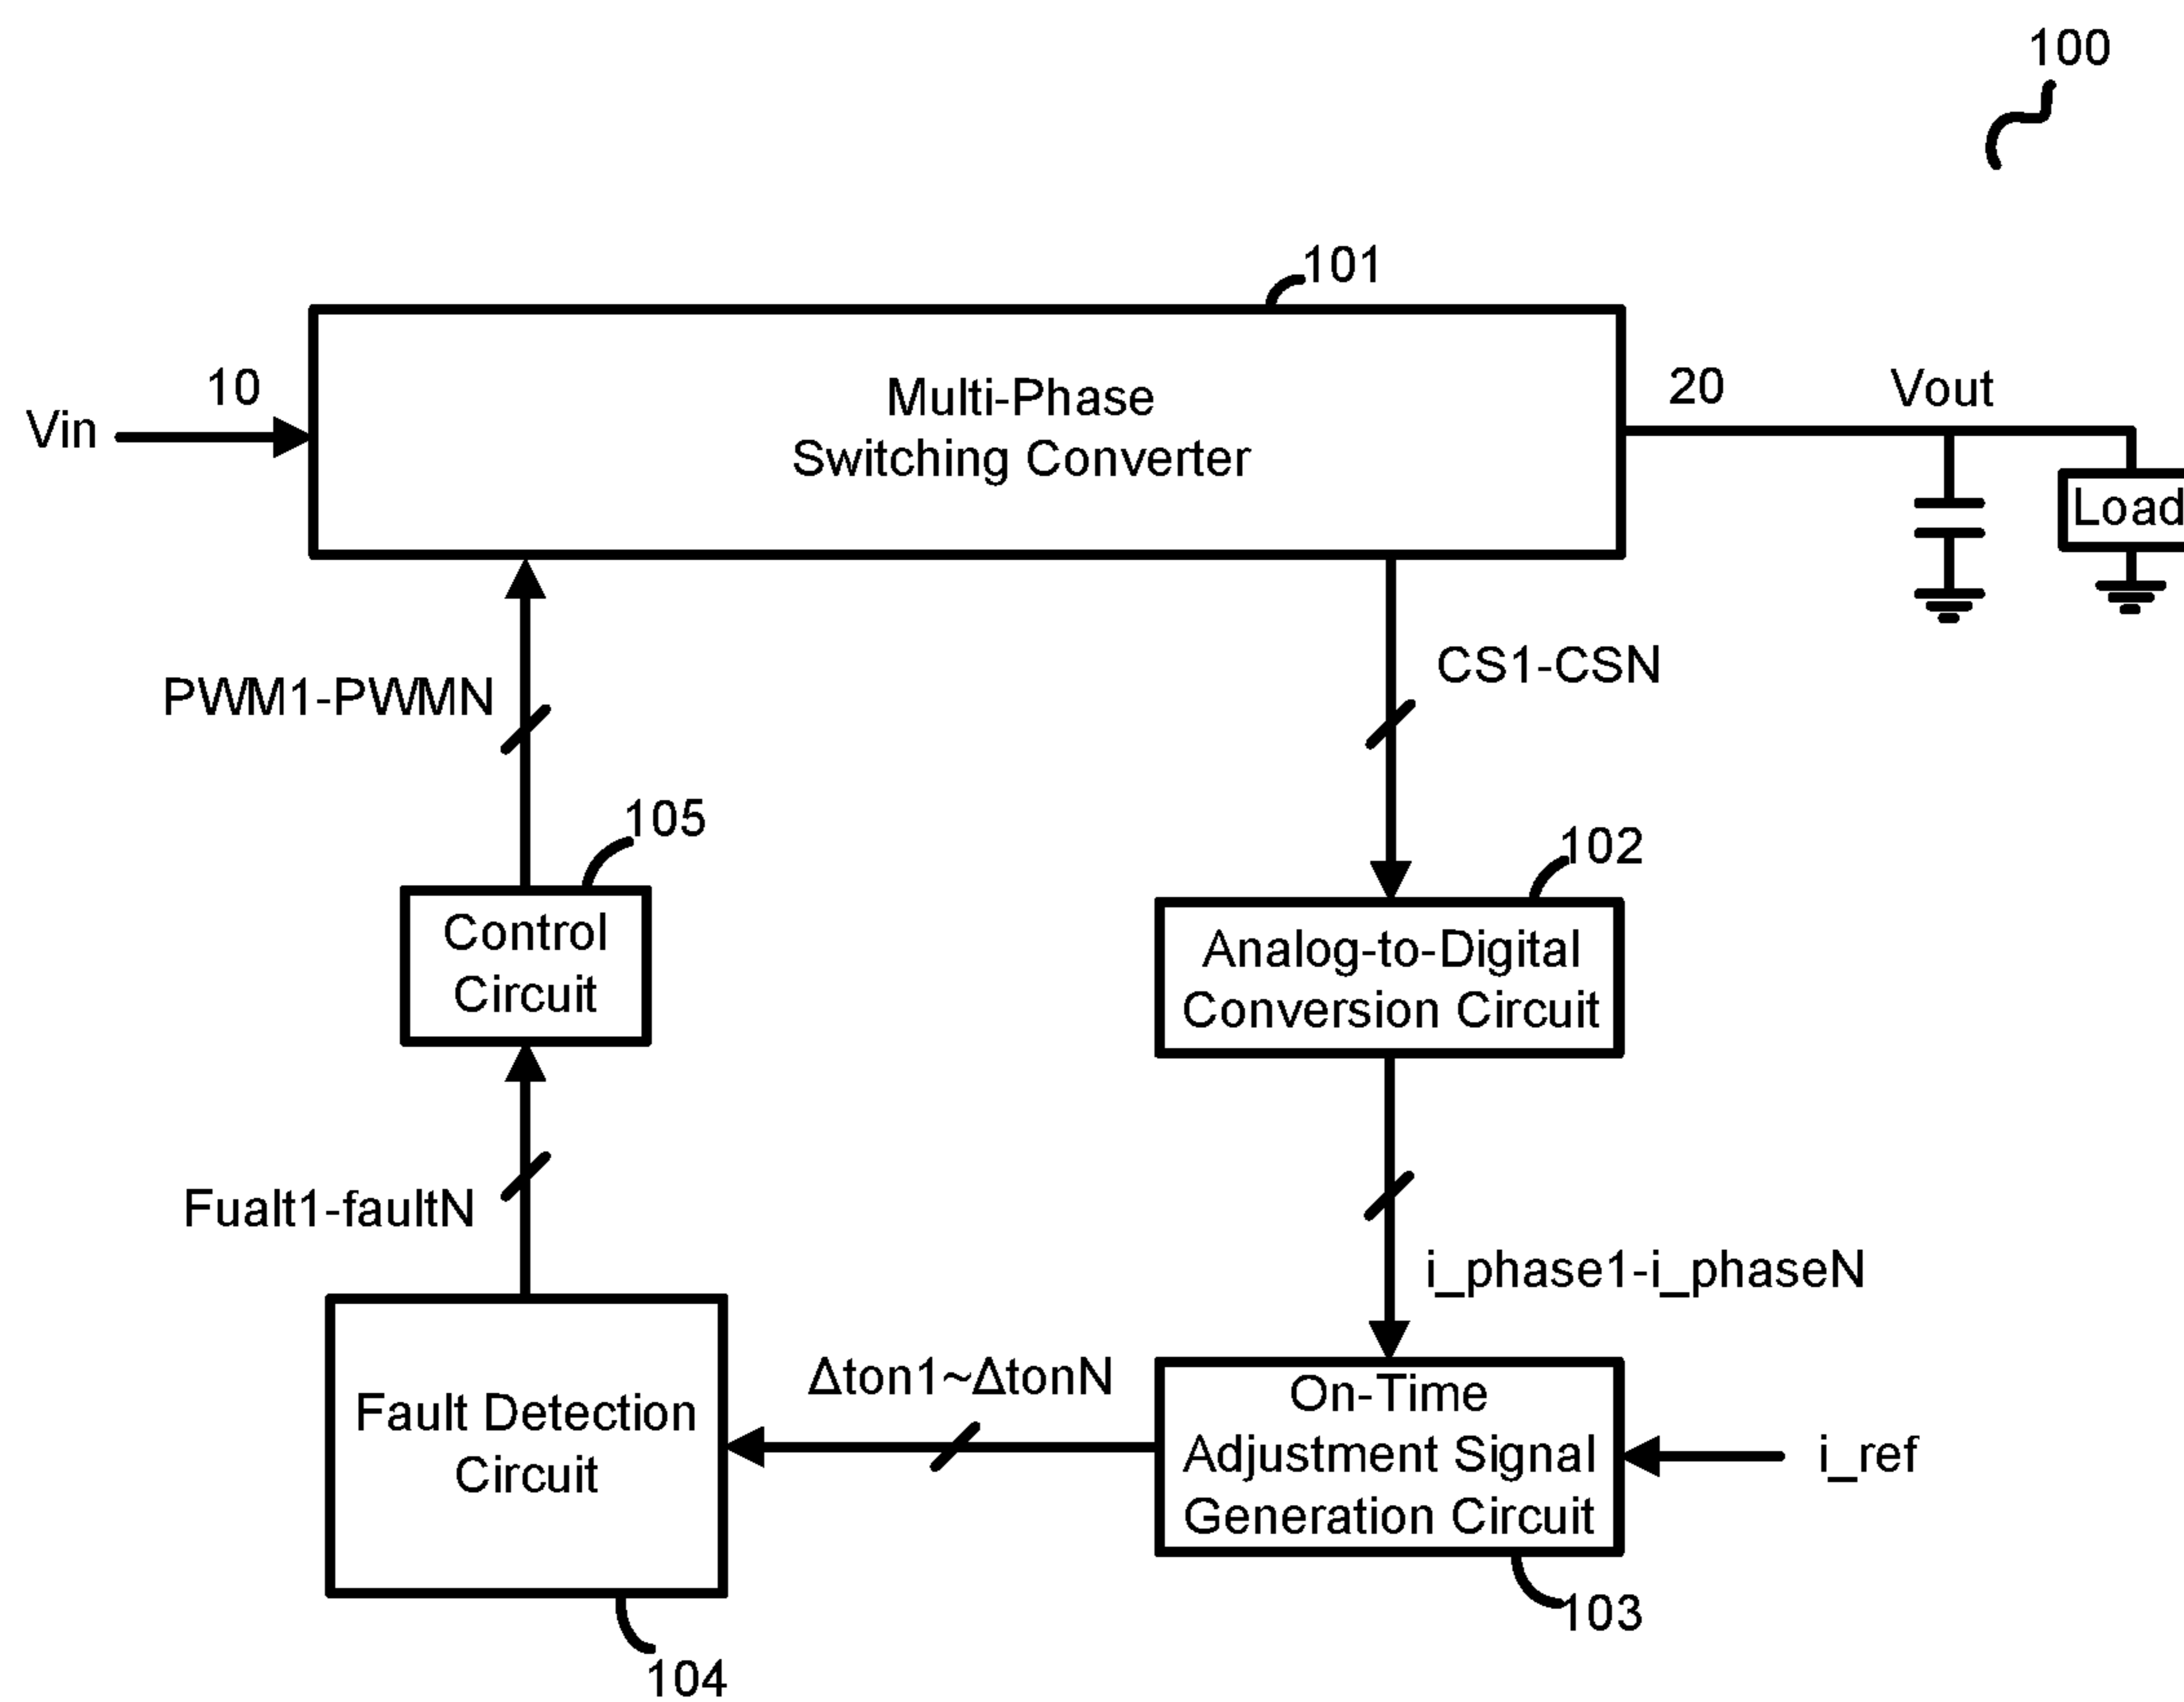 100
101
Multi-Phase
Switching Converter
10
Vin
20
Vout
Load
PWM1-PWMN
CS1-CSN
105
Control
Circuit
102
Analog-to-Digital
Conversion Circuit
Fualt1-faultN
i_phase1-i_phaseN
Fault Detection
Circuit
104
Δton1~ΔtonN
On-Time
Adjustment Signal
Generation Circuit
103
i_ref